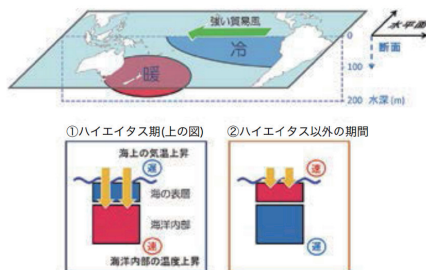 強い貿易風
水平面
冷
0
断面
暖
100
200 水深(m)
①ハイエイタス期(上の図)
②ハイエイタス以外の期間
海上の気温上昇
遅
速
海の表層
海洋内部
速
遅
海洋内部の温度上昇